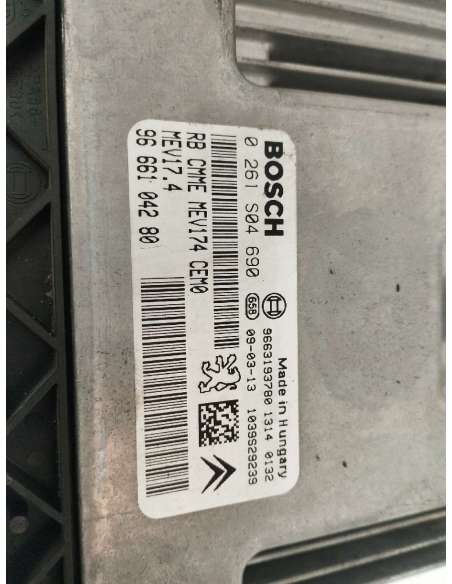 BOSCH
0 261 S04 690
RB CMME MEV174 CEM0
MEV17.4
96 661 042 80
Made in Hungary
9663193780 1314 0132
658 09-03-13 1039S29239